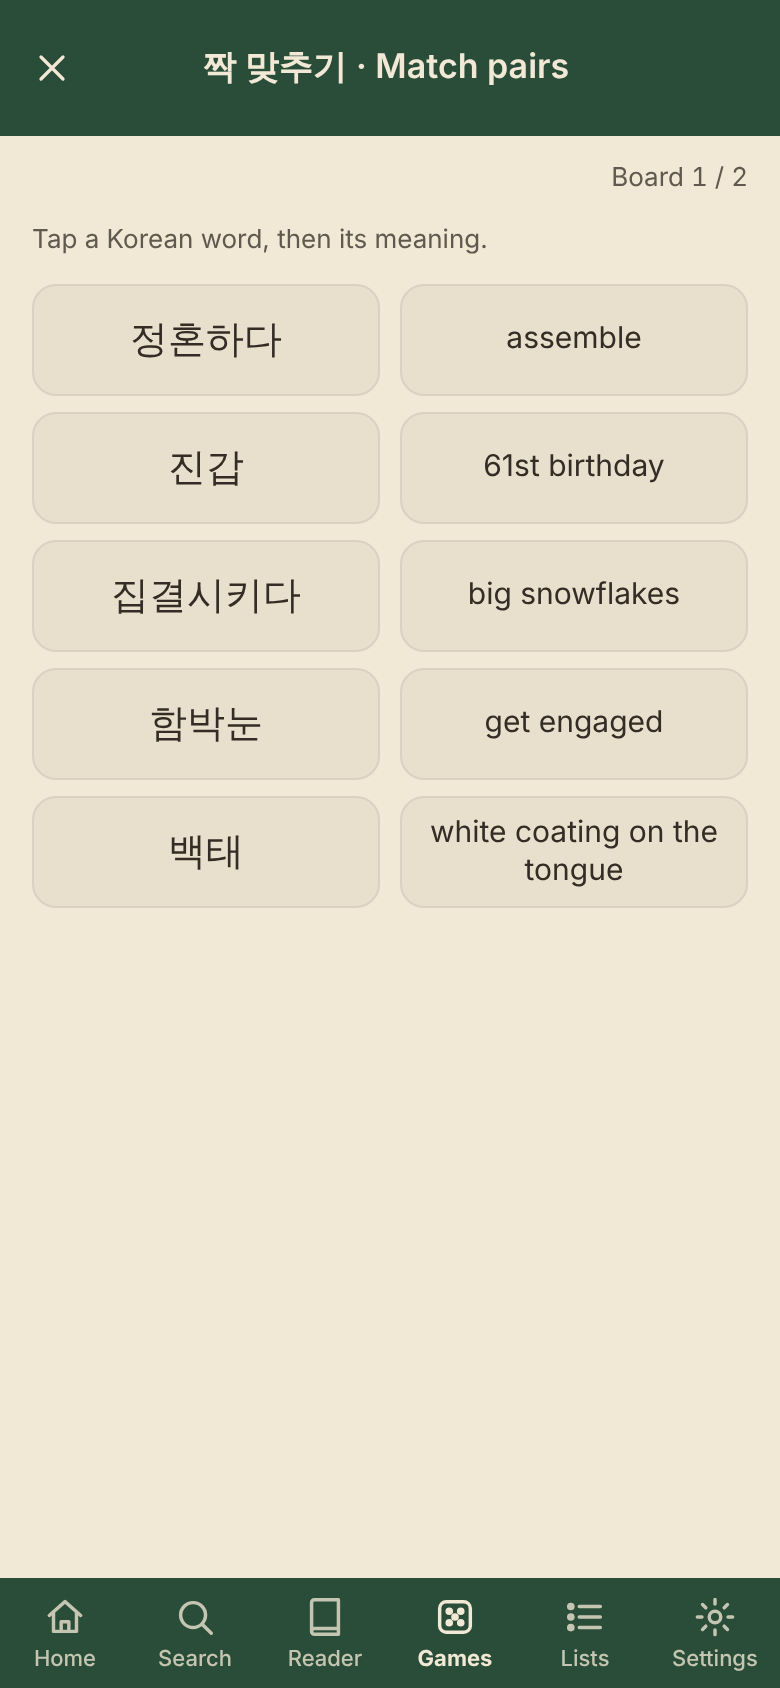 짝 맞추기 · Match pairs
Board 1 / 2
Tap a Korean word, then its meaning.
정혼하다
assemble
진갑
61st birthday
집결시키다
big snowflakes
함박눈
get engaged
백태
white coating on the
tongue
Home
Search
Reader
Games
Lists
Settings